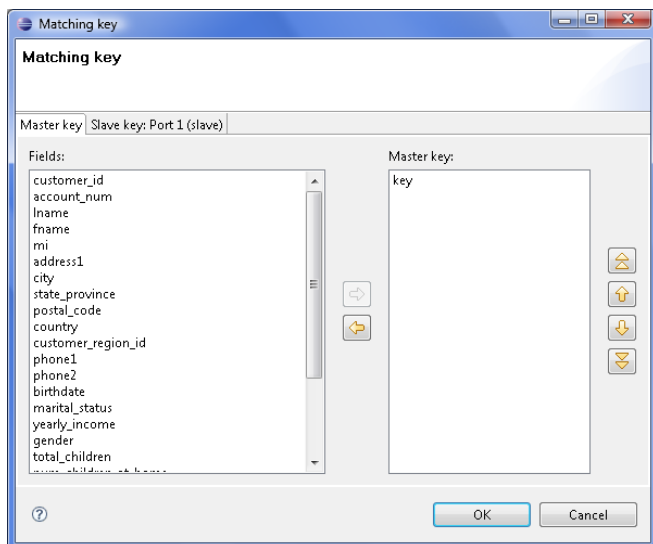 Matching key
Matching key
Master key Slave key: Port 1 (slave)
Fields:
Master key:
customer_id
account_num
lname
fname
mi
address1
city
state_province
postal_code
country
customer_region_id
phone1
phone2
birthdate
marital_status
yearly_income
gender
total_children
key
OK
Cancel